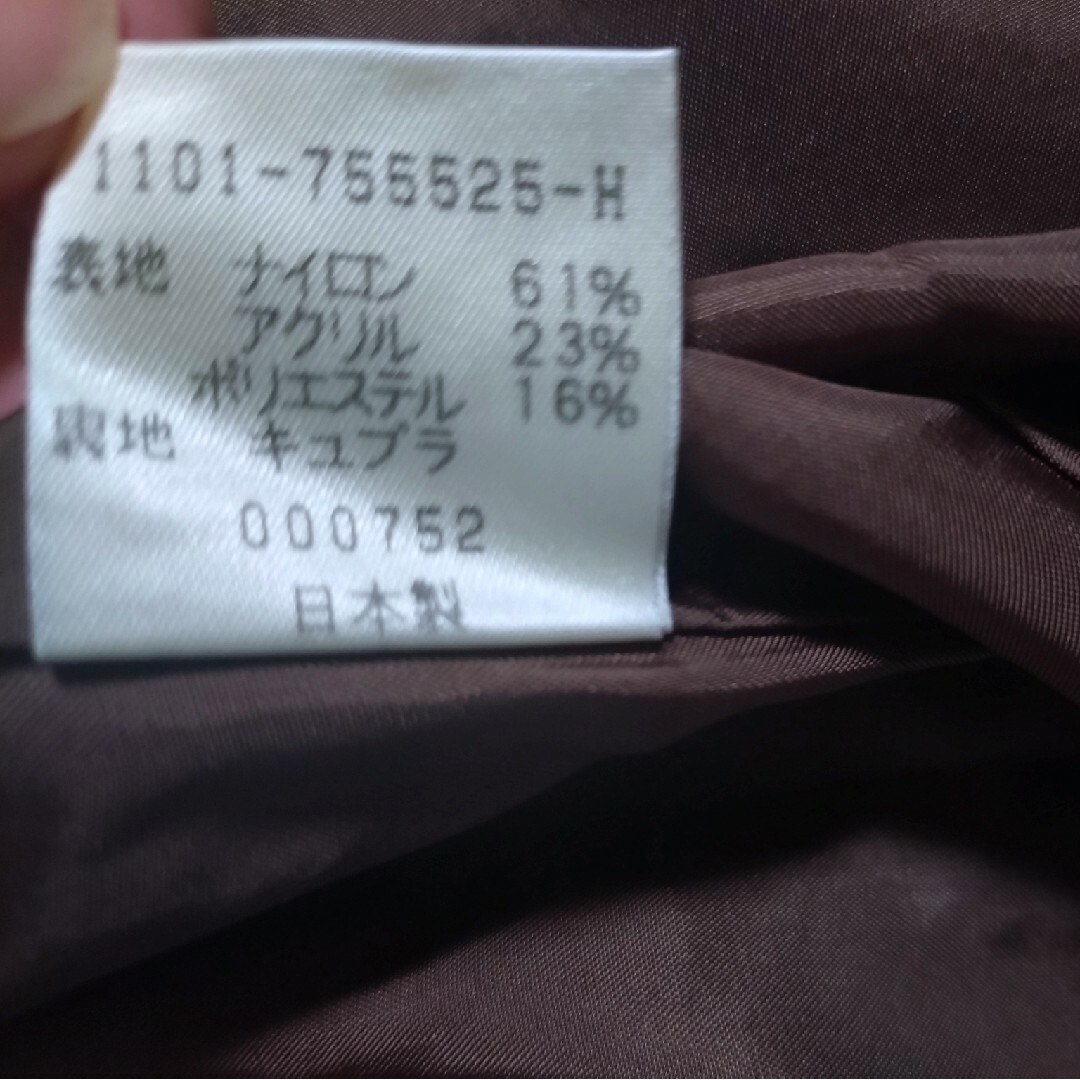 1101-755525-H
表地 ナイロン 61%
アクリル 23%
ポリエステル 16%
裏地 キュプラ
000752
日本製